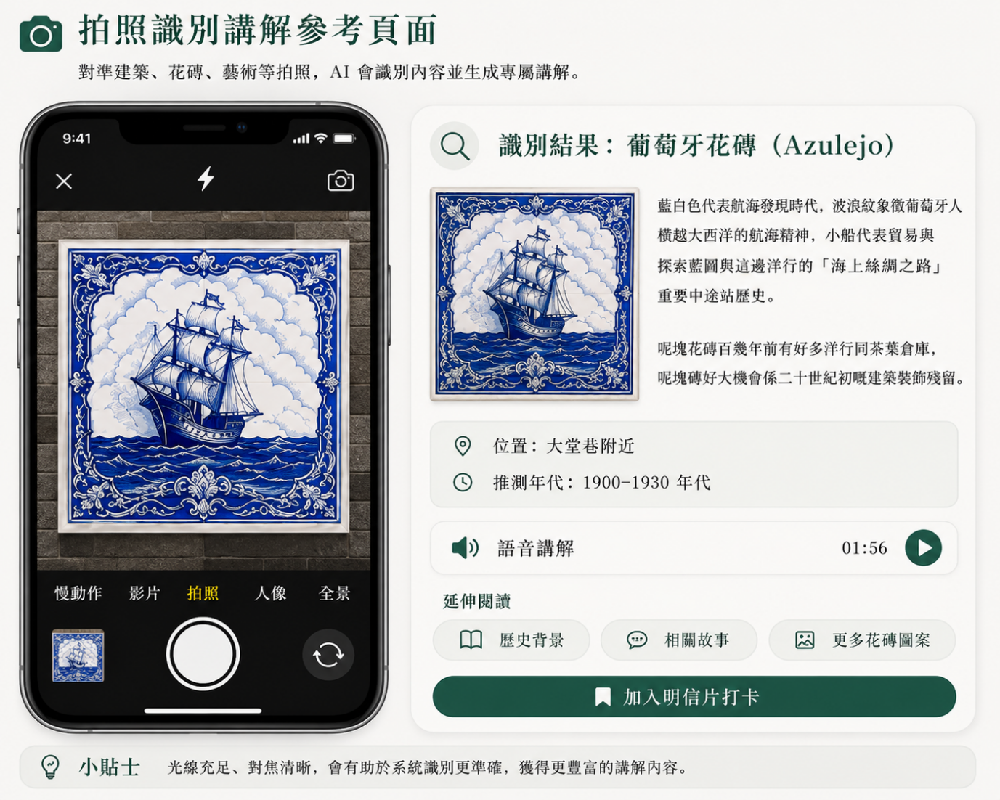 拍照識別講解參考頁面
對準建築、花磚、藝術等拍照，AI 會識別內容並生成專屬講解。
9:41
慢動作 影片 拍照 人像 全景
識別結果：葡萄牙花磚（Azulejo）
藍白色代表航海發現時代，波浪紋象徵葡萄牙人
橫越大西洋的航海精神，小船代表貿易與
探索藍圖與這邊洋行的「海上絲綢之路」
重要中途站歷史。
呢塊花磚百幾年前有好多洋行同茶葉倉庫，
呢塊磚好大機會係二十世紀初嘅建築裝飾殘留。
位置：大堂巷附近
推測年代：1900–1930 年代
語音講解 01:56
延伸閱讀
歷史背景 相關故事 更多花磚圖案
加入明信片打卡
小貼士 光線充足、對焦清晰，會有助於系統識別更準確，獲得更豐富的講解內容。